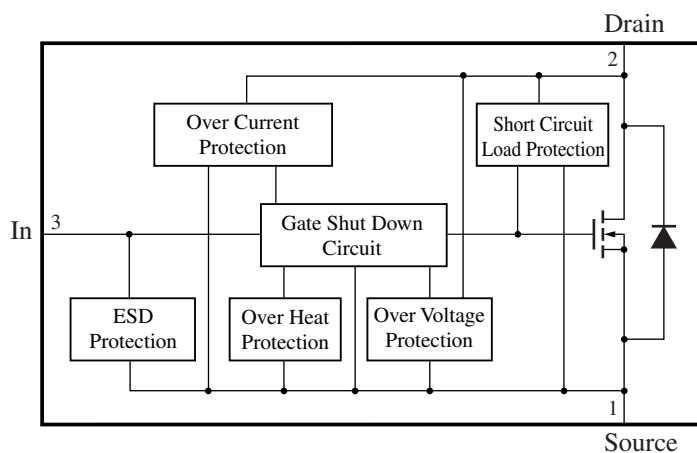 Drain
2
Over Current
Protection
Short Circuit
Load Protection
In
3
Gate Shut Down
Circuit
ESD
Protection
Over Heat
Protection
Over Voltage
Protection
1
Source